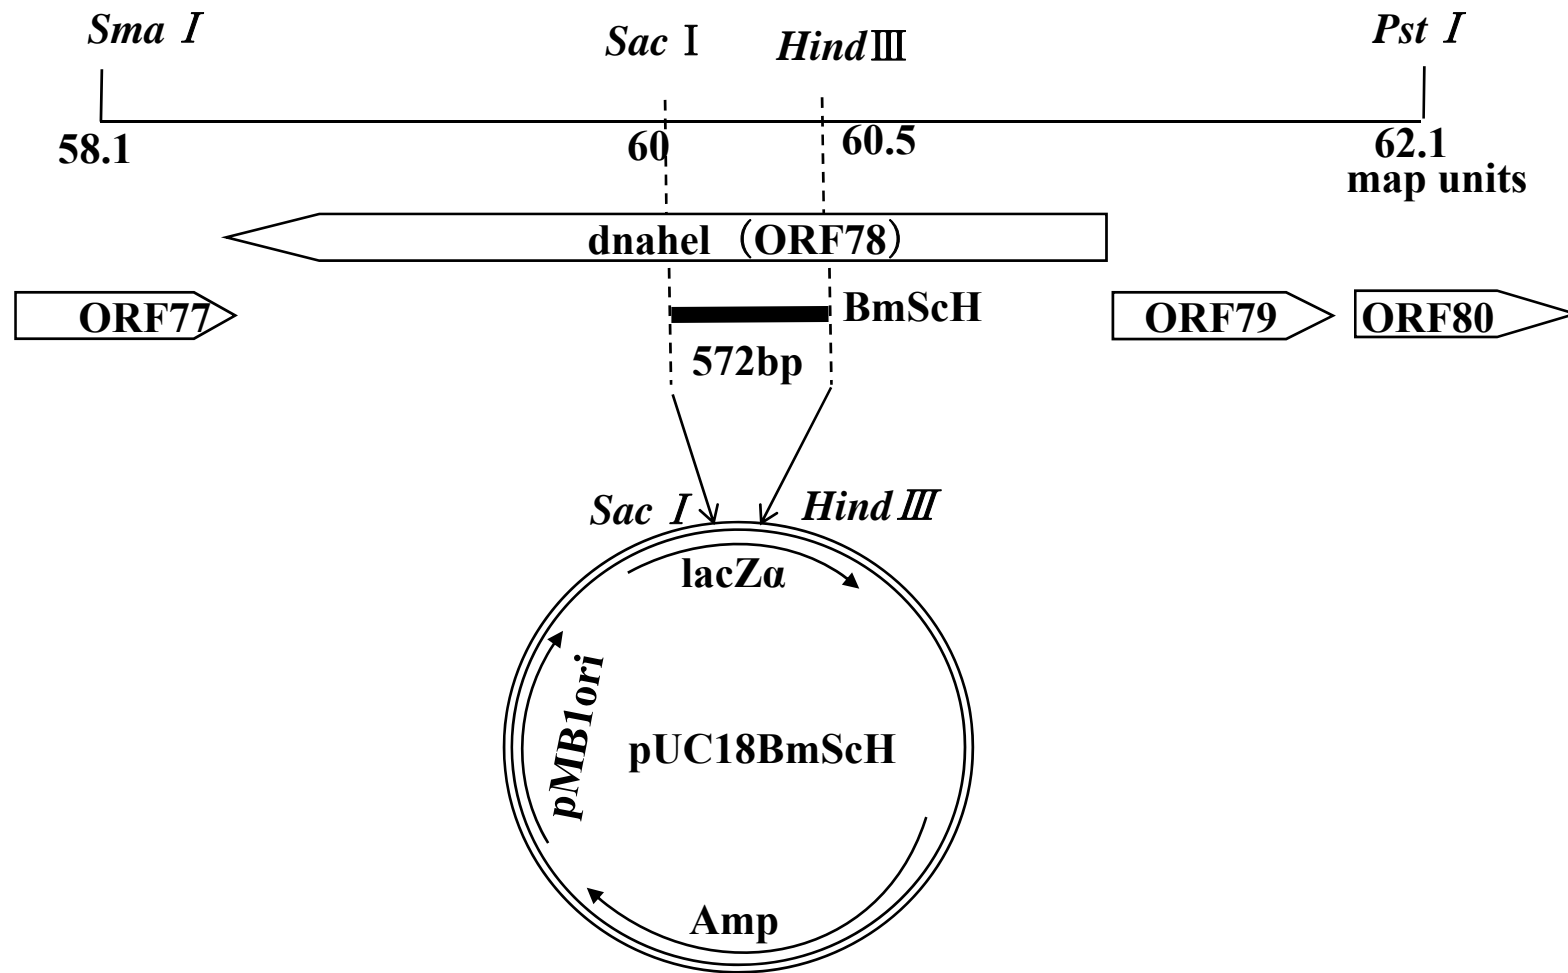 Sma Ⅰ
Sac Ⅰ
Hind Ⅲ
Pst Ⅰ
58.1
60
60.5
62.1
map units
dnahel（ORF78）
ORF77
BmScH
ORF79
ORF80
572bp
Sac Ⅰ
Hind Ⅲ
lacZα
pMB1ori
pUC18BmScH
Amp